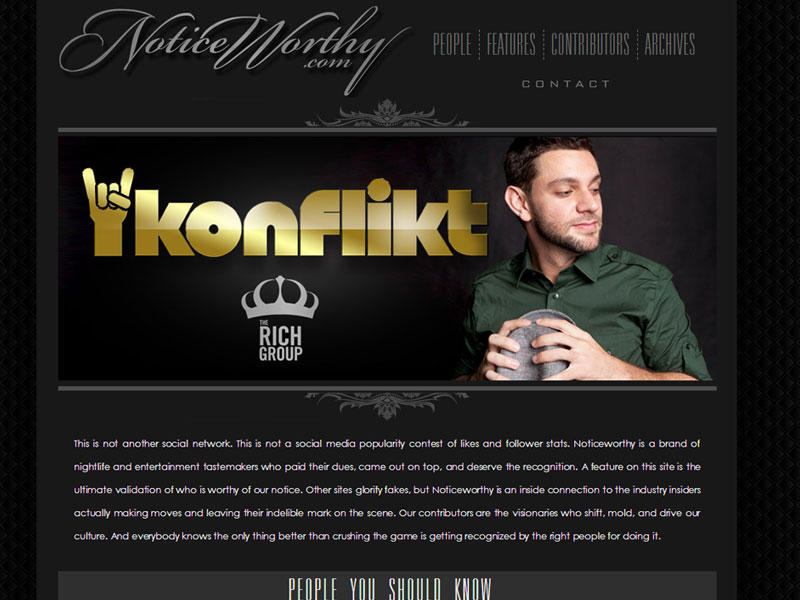 NoticeWorthy
.com
PEOPLE FEATURES CONTRIBUTORS ARCHIVES
CONTACT
konflikt
THE
RICH
GROUP
This is not another social network. This is not a social media popularity contest of likes and follower stats. Noticeworthy is a brand of
nightlife and entertainment tastemakers who paid their dues, came out on top, and deserve the recognition. A feature on this site is the
ultimate validation of who is worthy of our notice. Other sites glorify fakes, but Noticeworthy is an inside connection to the industry insiders
actually making moves and leaving their indelible mark on the scene. Our contributors are the visionaries who shift, mold, and drive our
culture. And everybody knows the only thing better than crushing the game is getting recognized by the right people for doing it.
PEOPLE YOU SHOULD KNOW